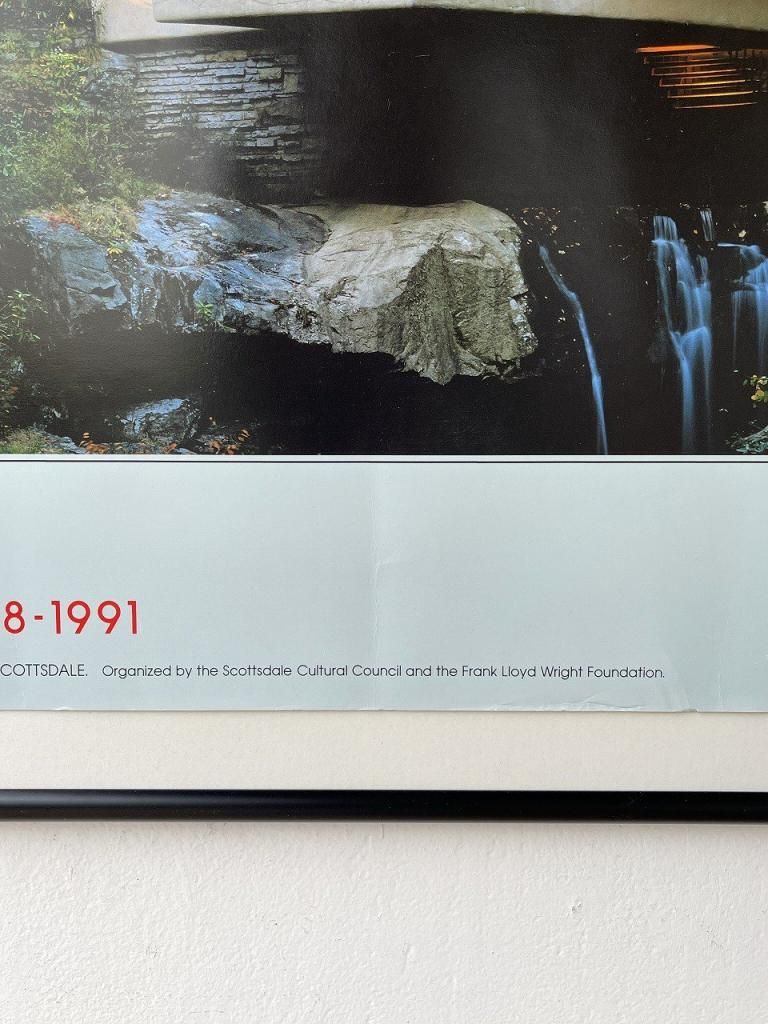 8-1991
COTTSDALE. Organized by the Scottsdale Cultural Council and the Frank Lloyd Wright Foundation.